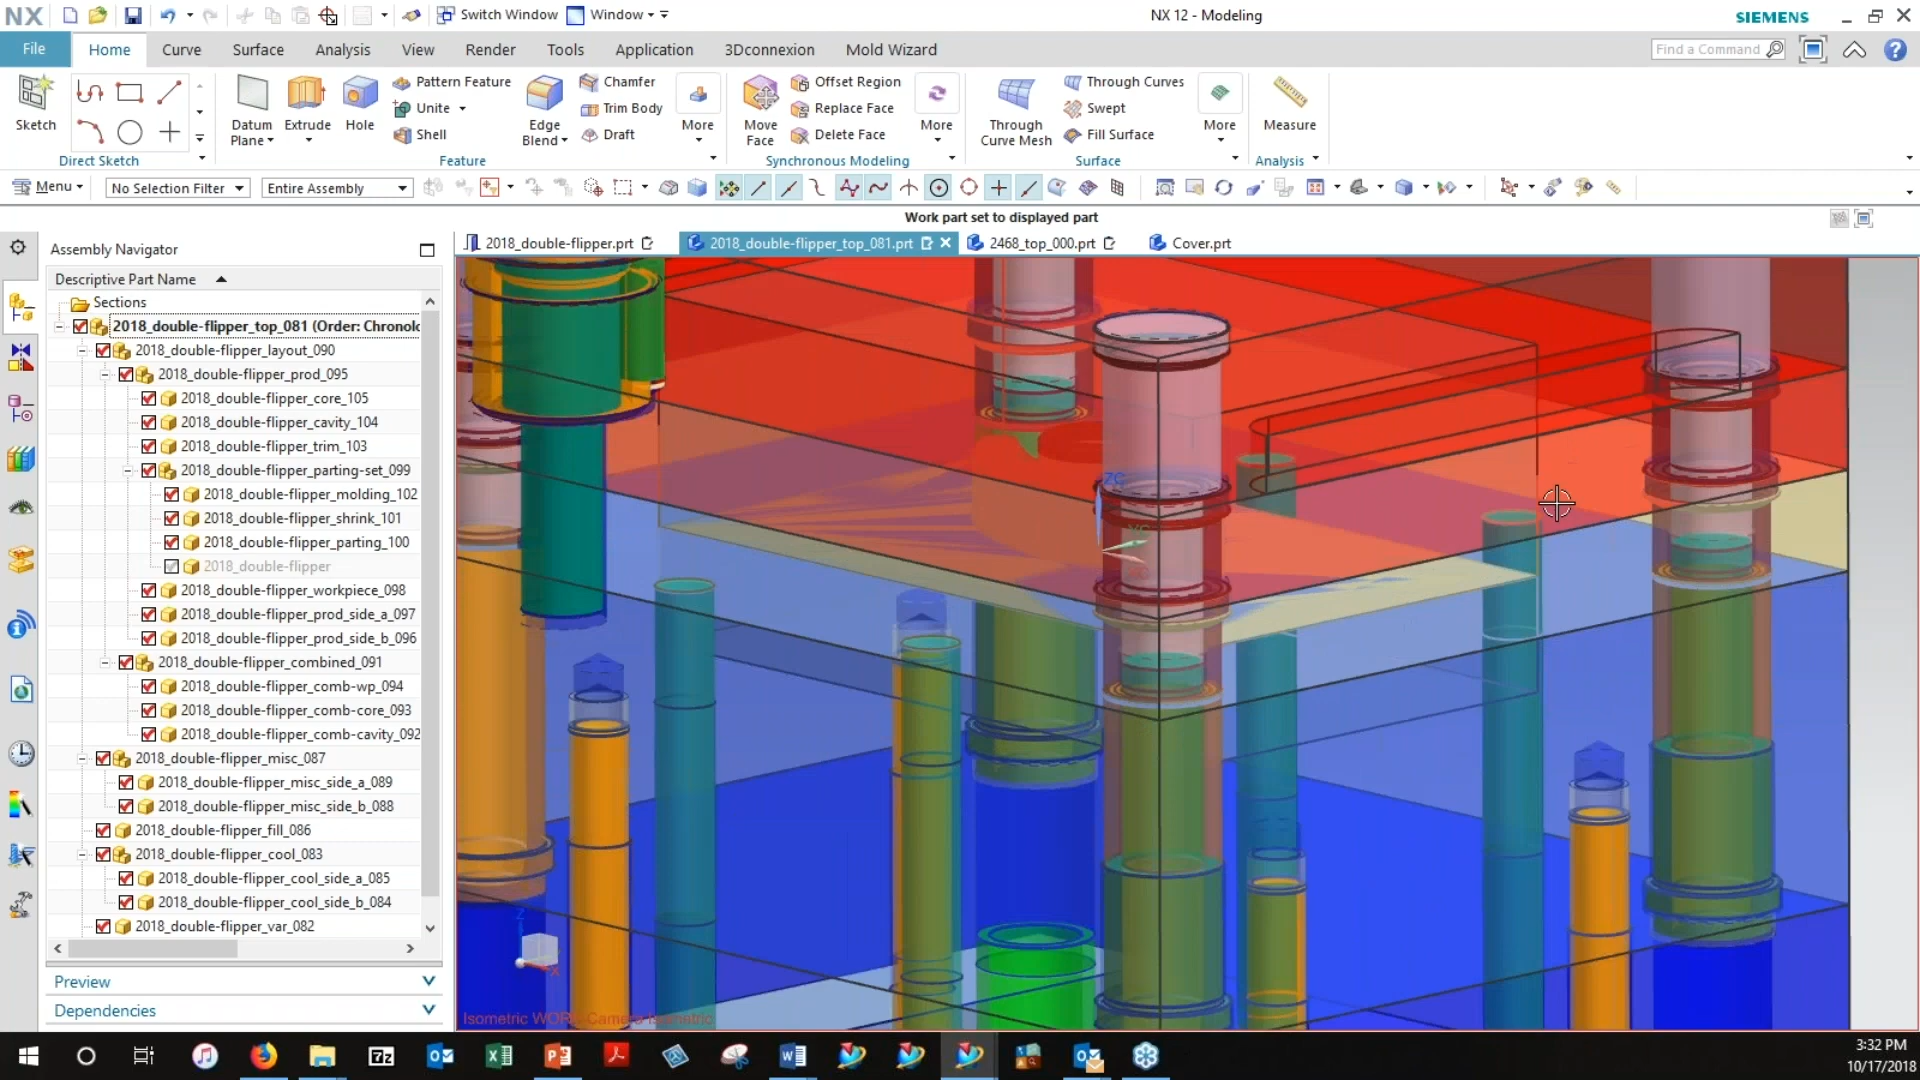 NX
Switch Window
Window
NX 12 - Modeling
SIEMENS
File
Home
Curve
Surface
Analysis
View
Render
Tools
Application
3Dconnexion
Mold Wizard
Find a Command
Sketch
Direct Sketch
Datum Plane
Extrude
Hole
Pattern Feature
Unite
Shell
Edge Blend
Chamfer
Trim Body
Draft
More
Feature
Move Face
Offset Region
Replace Face
Delete Face
More
Synchronous Modeling
Through Curve Mesh
Through Curves
Swept
Fill Surface
More
Surface
Measure
Analysis
Menu
No Selection Filter
Entire Assembly
Work part set to displayed part
Assembly Navigator
2018_double-flipper.prt
2018_double-flipper_top_081.prt
2468_top_000.prt
Cover.prt
Descriptive Part Name
Sections
2018_double-flipper_top_081 (Order: Chronolo
2018_double-flipper_layout_090
2018_double-flipper_prod_095
2018_double-flipper_core_105
2018_double-flipper_cavity_104
2018_double-flipper_trim_103
2018_double-flipper_parting-set_099
2018_double-flipper_molding_102
2018_double-flipper_shrink_101
2018_double-flipper_parting_100
2018_double-flipper
2018_double-flipper_workpiece_098
2018_double-flipper_prod_side_a_097
2018_double-flipper_prod_side_b_096
2018_double-flipper_combined_091
2018_double-flipper_comb-wp_094
2018_double-flipper_comb-core_093
2018_double-flipper_comb-cavity_092
2018_double-flipper_misc_087
2018_double-flipper_misc_side_a_089
2018_double-flipper_misc_side_b_088
2018_double-flipper_fill_086
2018_double-flipper_cool_083
2018_double-flipper_cool_side_a_085
2018_double-flipper_cool_side_b_084
2018_double-flipper_var_082
Preview
Dependencies
ZC
YC
Z
X
Isometric WORK Camera Isometric
7z
3:32 PM
10/17/2018